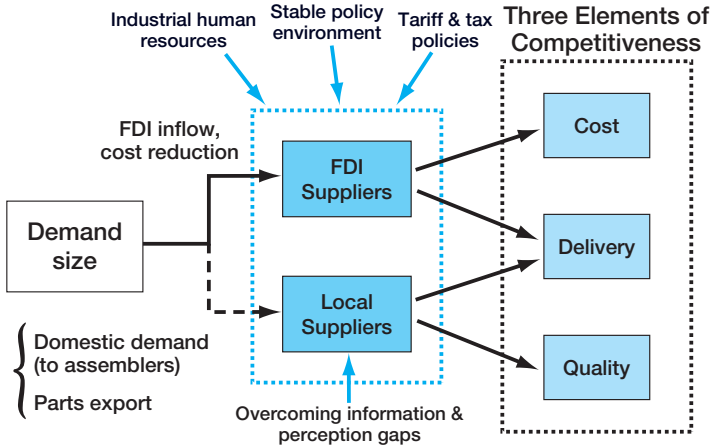 Industrial human
resources
Stable policy
environment
Tariff & tax
policies
Three Elements of
Competitiveness
FDI inflow,
cost reduction
FDI
Suppliers
Cost
Demand
size
Delivery
Local
Suppliers
Domestic demand
(to assemblers)
Parts export
Quality
Overcoming information &
perception gaps